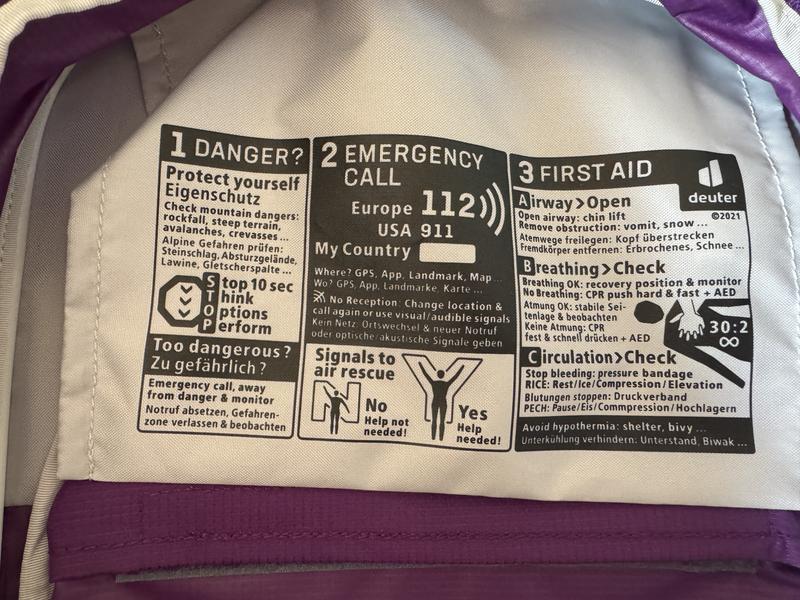 1 DANGER?
Protect yourself
Eigenschutz
Check mountain dangers:
rockfall, steep terrain,
avalanches, crevasses ...
Alpine Gefahren prüfen:
Steinschlag, Absturzgelände,
Lawine, Gletscherspalte ...
Stop 10 sec
Think
Options
Perform
Too dangerous?
Zu gefährlich?
Emergency call, away
from danger & monitor
Notruf absetzen, Gefahren-
zone verlassen & beobachten
2 EMERGENCY
CALL
Europe 112
USA 911
My Country
Where? GPS, App, Landmark, Map ...
Wo? GPS, App, Landmarke, Karte ...
No Reception: Change location &
call again or use visual/audible signals
Kein Netz: Ortswechsel & neuer Notruf
oder optische/akustische Signale geben
Signals to
air rescue
N
No
Help not
needed!
Y
Yes
Help
needed!
3 FIRST AID
deuter
©2021
Airway>Open
Open airway: chin lift
Remove obstruction: vomit, snow ...
Atemwege freilegen: Kopf überstrecken
Fremdkörper entfernen: Erbrochenes, Schnee ...
Breathing>Check
Breathing OK: recovery position & monitor
No Breathing: CPR push hard & fast + AED
Atmung OK: stabile Sei-
tenlage & beobachten
Keine Atmung: CPR
fest & schnell drücken + AED
30:2
∞
Circulation>Check
Stop bleeding: pressure bandage
RICE: Rest/Ice/Compression/Elevation
Blutungen stoppen: Druckverband
PECH: Pause/Eis/Commpression/Hochlagern
Avoid hypothermia: shelter, bivy ...
Unterkühlung verhindern: Unterstand, Biwak ...